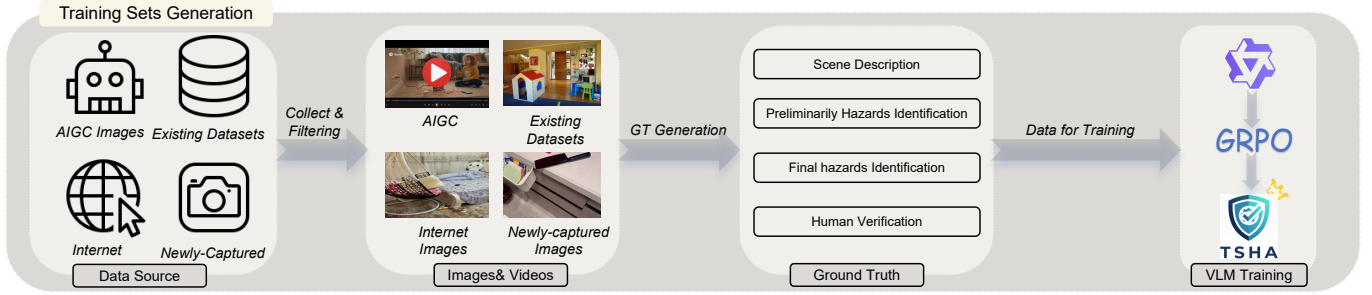 Training Sets Generation
AIGC Images
Existing Datasets
Internet
Newly-Captured
Data Source
Collect &
Filtering
AIGC
Existing
Datasets
Internet
Images
Newly-captured
Images
Images& Videos
GT Generation
Scene Description
Preliminarily Hazards Identification
Final hazards Identification
Human Verification
Ground Truth
Data for Training
GRPO
TSHA
VLM Training